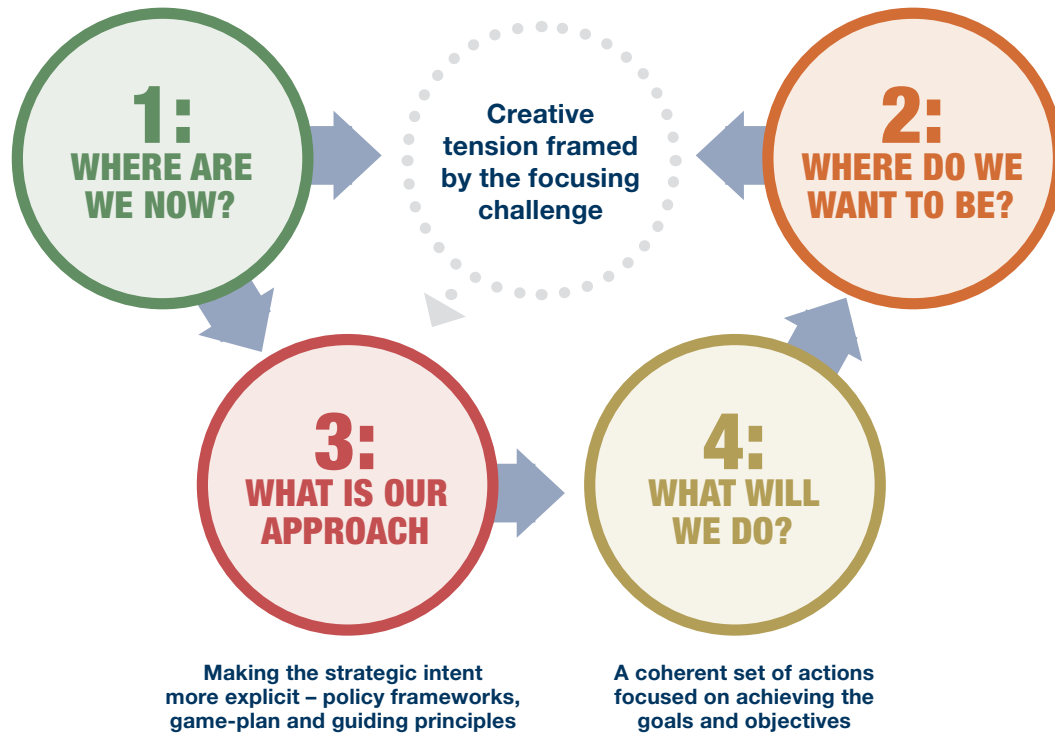 1:
WHERE ARE
WE NOW?
Creative
tension framed
by the focusing
challenge
2:
WHERE DO WE
WANT TO BE?
3:
WHAT IS OUR
APPROACH
4:
WHAT WILL
WE DO?
Making the strategic intent
more explicit – policy frameworks,
game-plan and guiding principles
A coherent set of actions
focused on achieving the
goals and objectives